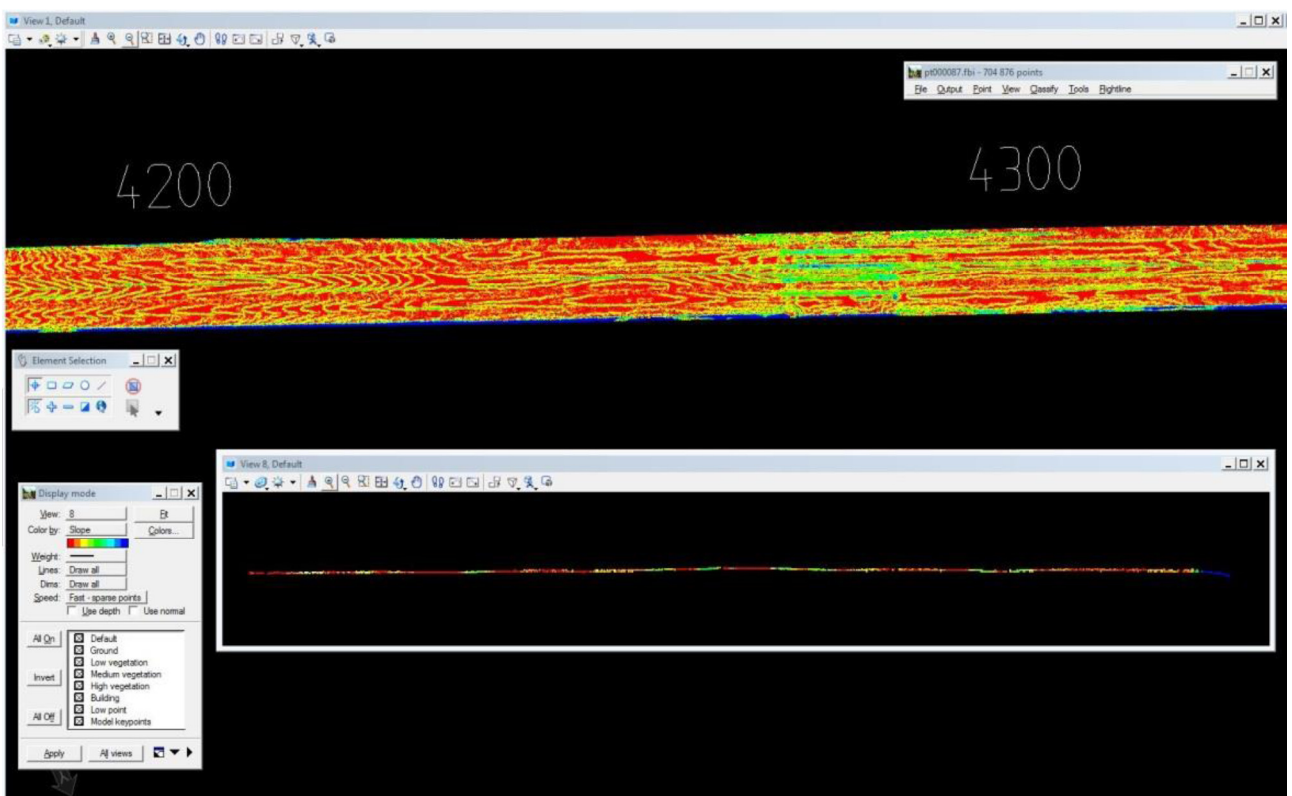 View 1, Default
pt000087.fbi - 704 876 points
File Output Point View Classify Tools Flightline
4200
4300
Element Selection
View 8, Default
Display mode
View: 8 Fit
Color by: Slope Colors...
Weight:
Lines: Draw all
Dims: Draw all
Speed: Fast - sparse points
Use depth Use normal
All On
Invert
All Off
Default
Ground
Low vegetation
Medium vegetation
High vegetation
Building
Low point
Model keypoints
Apply All views